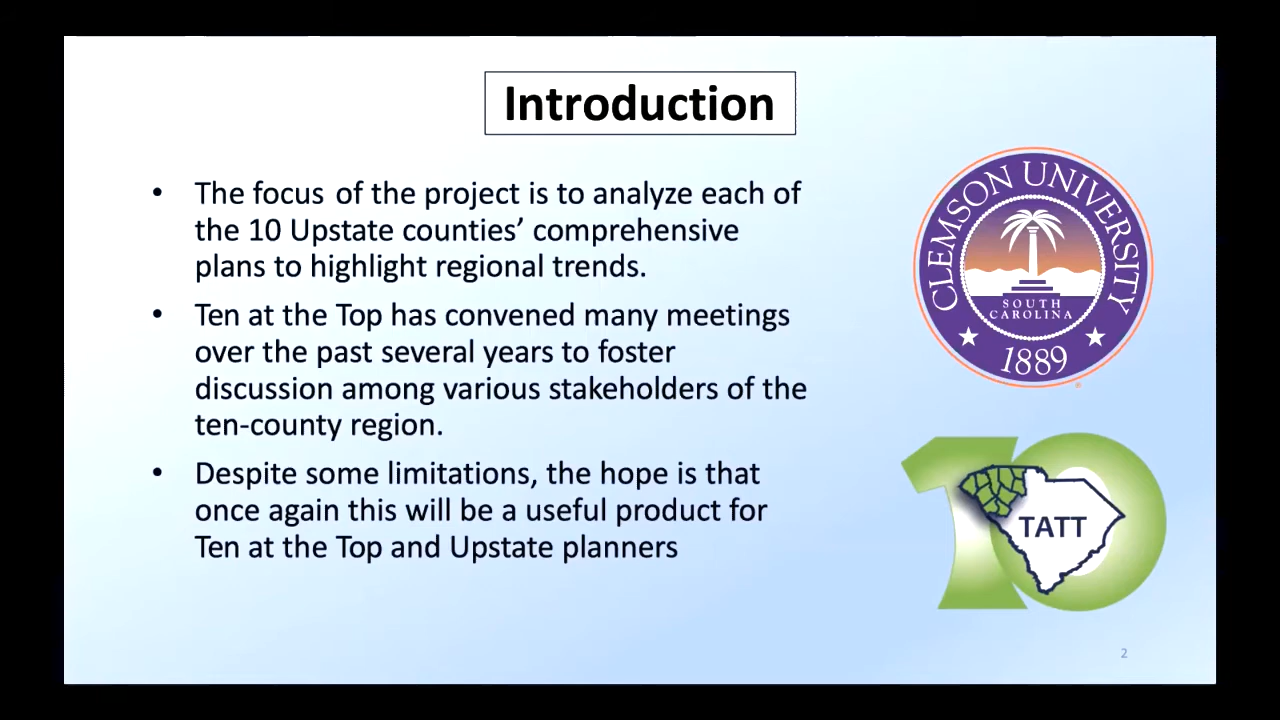 Introduction
• The focus of the project is to analyze each of
the 10 Upstate counties’ comprehensive
plans to highlight regional trends.
• Ten at the Top has convened many meetings
over the past several years to foster
discussion among various stakeholders of the
ten-county region.
• Despite some limitations, the hope is that
once again this will be a useful product for
Ten at the Top and Upstate planners
CLEMSON UNIVERSITY
SOUTH
CAROLINA
1889
10
TATT
2